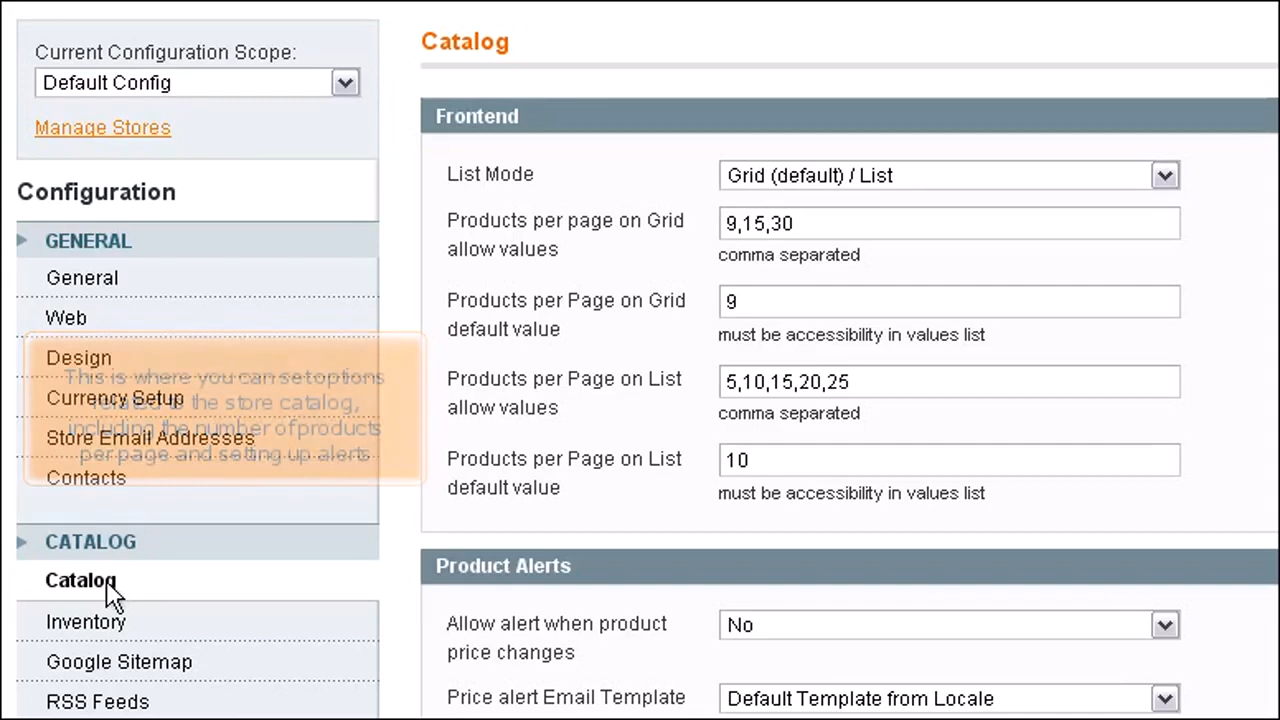 Current Configuration Scope:
Default Config
Manage Stores
Configuration
GENERAL
General
Web
Design
Currency Setup
Store Email Addresses
Contacts
This is where you can set options
related to the store catalog,
including the number of products
per page and setting up alerts
CATALOG
Catalog
Inventory
Google Sitemap
RSS Feeds
Catalog
Frontend
List Mode
Grid (default) / List
Products per page on Grid
allow values
9,15,30
comma separated
Products per Page on Grid
default value
9
must be accessibility in values list
Products per Page on List
allow values
5,10,15,20,25
comma separated
Products per Page on List
default value
10
must be accessibility in values list
Product Alerts
Allow alert when product
price changes
No
Price alert Email Template
Default Template from Locale